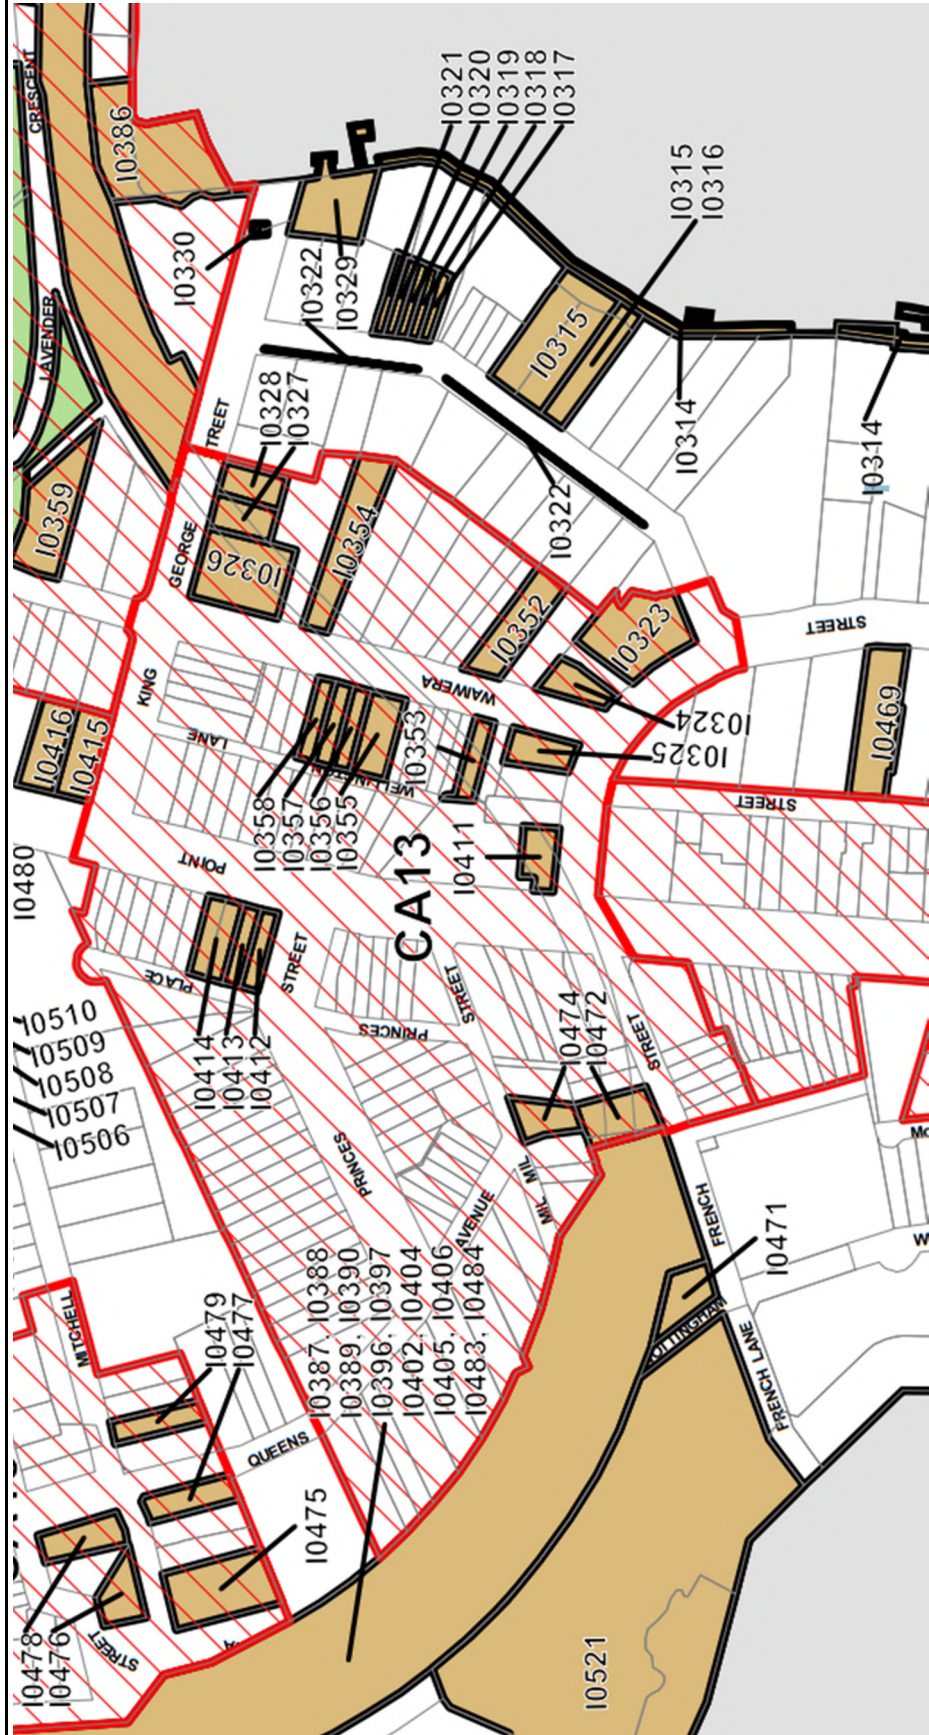 CRESCENT
I0386
I0321
I0320
I0319
I0318
I0317
I0315
I0316
I0330
I0322
I0329
LAVENDER
I0315
I0328
I0327
I0314
I0314
I0322
I0359
GEORGE
I0326
I0354
I0352
I0323
STREET
KING
WAIWERA
I0416
I0415
LANE
I0353
I0324
I0325
I0469
I0358
I0357
I0356
I0355
STREET
I0480
POINT
CA13
I0411
PLACE
STREET
STREET
I0414
I0413
I0412
PRINCES
I0474
I0472
STREET
I0510
I0509
I0508
I0507
I0506
PRINCES
AVENUE
MIL MIL
FRENCH
I0471
MITCHELL
I0479
I0477
I0387, I0388
I0389, I0390
I0396, I0397
I0402, I0404
I0405, I0406
I0483, I0484
FRENCH LANE
QUEENS
I0475
I0478
I0476
STREET
I0521